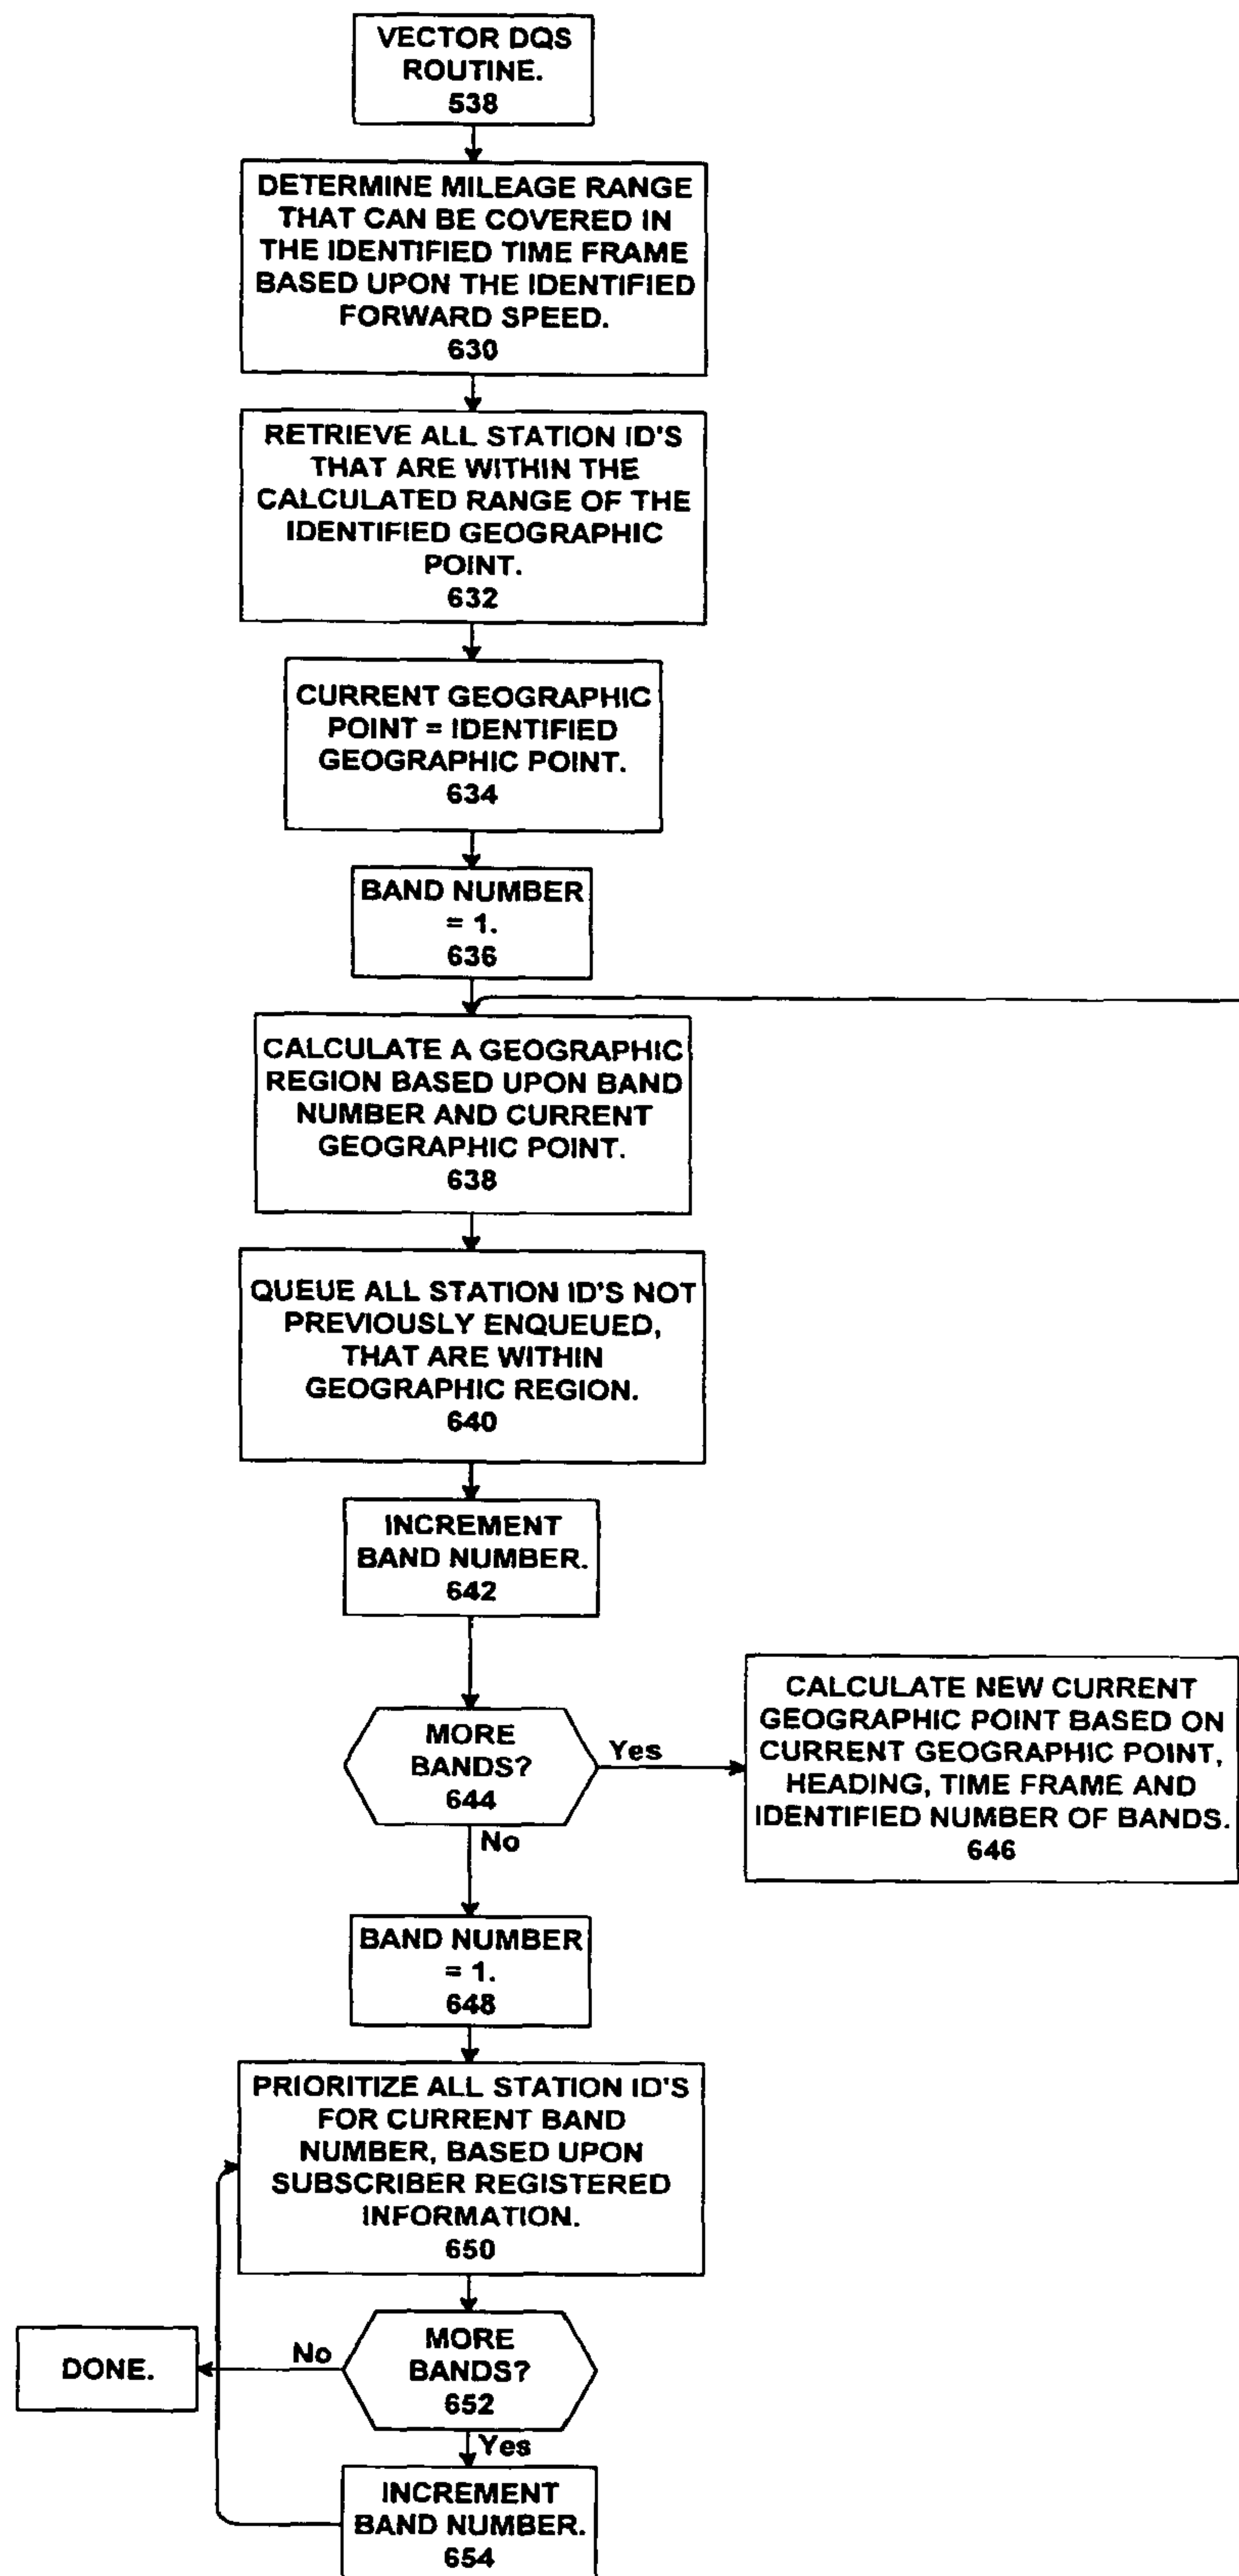 VECTOR DQS
ROUTINE.
538
DETERMINE MILEAGE RANGE
THAT CAN BE COVERED IN
THE IDENTIFIED TIME FRAME
BASED UPON THE IDENTIFIED
FORWARD SPEED.
630
RETRIEVE ALL STATION ID'S
THAT ARE WITHIN THE
CALCULATED RANGE OF THE
IDENTIFIED GEOGRAPHIC
POINT.
632
CURRENT GEOGRAPHIC
POINT = IDENTIFIED
GEOGRAPHIC POINT.
634
BAND NUMBER
= 1.
636
CALCULATE A GEOGRAPHIC
REGION BASED UPON BAND
NUMBER AND CURRENT
GEOGRAPHIC POINT.
638
QUEUE ALL STATION ID'S NOT
PREVIOUSLY ENQUEUED,
THAT ARE WITHIN
GEOGRAPHIC REGION.
640
INCREMENT
BAND NUMBER.
642
MORE
BANDS?
644
Yes
CALCULATE NEW CURRENT
GEOGRAPHIC POINT BASED ON
CURRENT GEOGRAPHIC POINT,
HEADING, TIME FRAME AND
IDENTIFIED NUMBER OF BANDS.
646
No
BAND NUMBER
= 1.
648
PRIORITIZE ALL STATION ID'S
FOR CURRENT BAND
NUMBER, BASED UPON
SUBSCRIBER REGISTERED
INFORMATION.
650
MORE
BANDS?
652
No
DONE.
Yes
INCREMENT
BAND NUMBER.
654